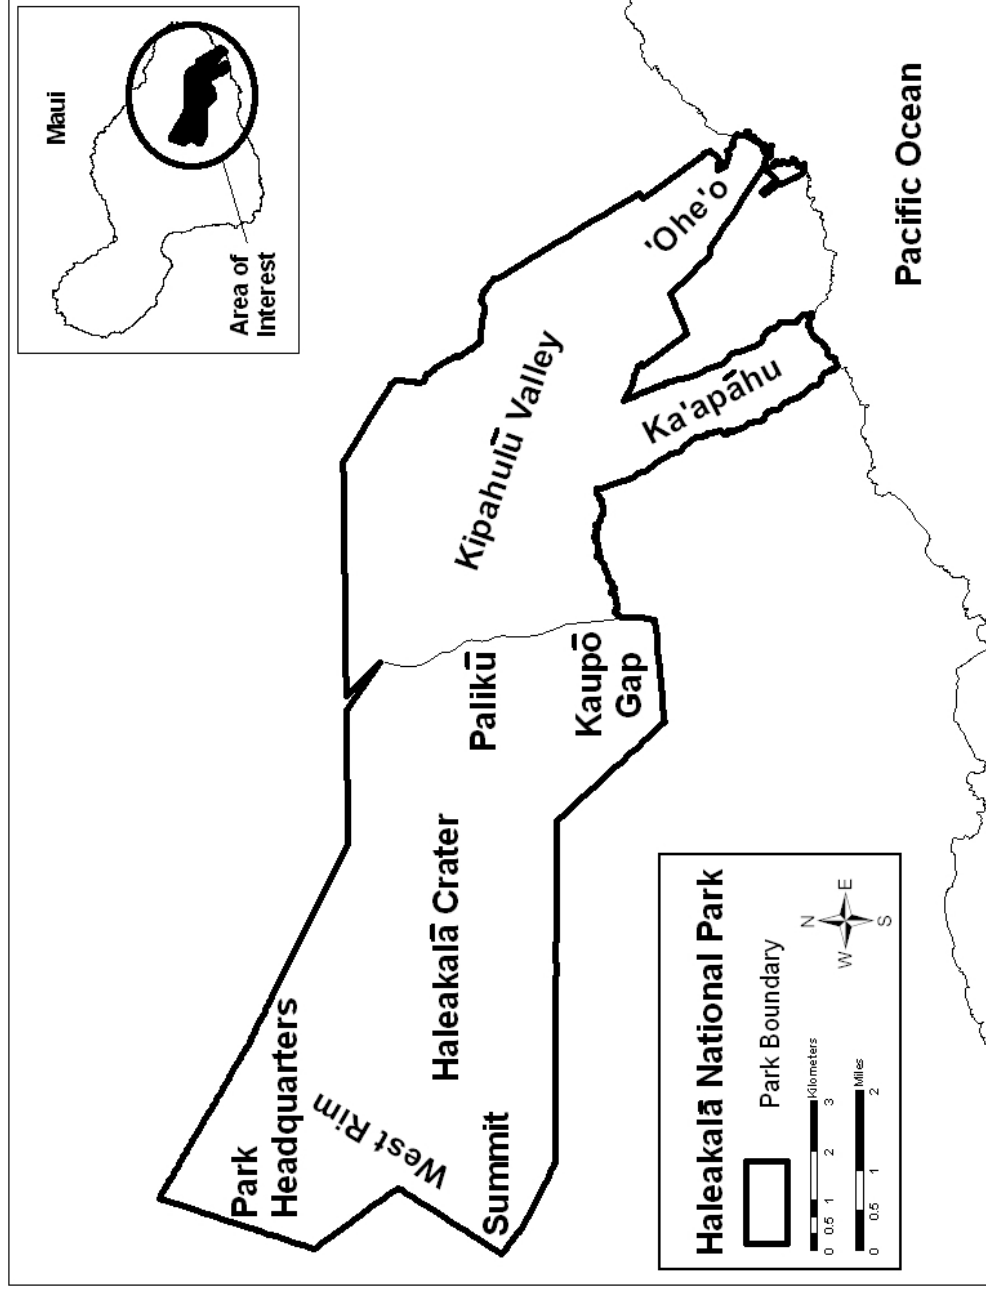 Maui
Area of
Interest
Park
Headquarters
West Rim
Summit
Haleakalā Crater
Palikū
Kaupō
Gap
Kipahulū Valley
'Ohe'o
Ka'apāhu
Pacific Ocean
Haleakalā National Park
Park Boundary
N
W
E
S
Kilometers
0 0.5 1 2 3
Miles
0 0.5 1 2